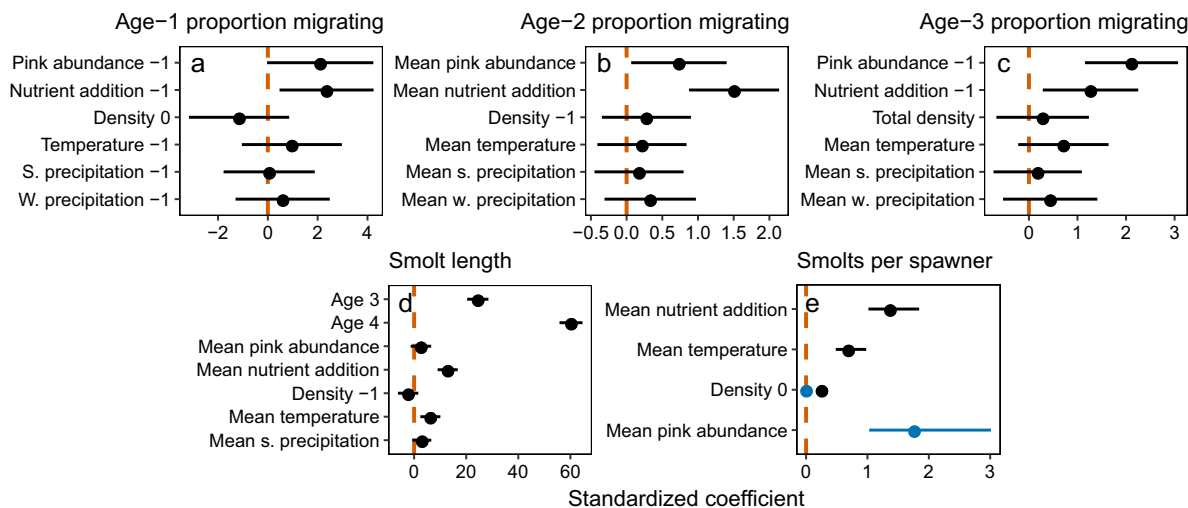 Age−1 proportion migrating
a
Pink abundance −1
Nutrient addition −1
Density 0
Temperature −1
S. precipitation −1
W. precipitation −1
−2 0 2 4
Age−2 proportion migrating
b
Mean pink abundance
Mean nutrient addition
Density −1
Mean temperature
Mean s. precipitation
Mean w. precipitation
−0.5 0.0 0.5 1.0 1.5 2.0
Age−3 proportion migrating
c
Pink abundance −1
Nutrient addition −1
Total density
Mean temperature
Mean s. precipitation
Mean w. precipitation
0 1 2 3
Smolt length
d
Age 3
Age 4
Mean pink abundance
Mean nutrient addition
Density −1
Mean temperature
Mean s. precipitation
0 20 40 60
Smolts per spawner
e
Mean nutrient addition
Mean temperature
Density 0
Mean pink abundance
0 1 2 3
Standardized coefficient